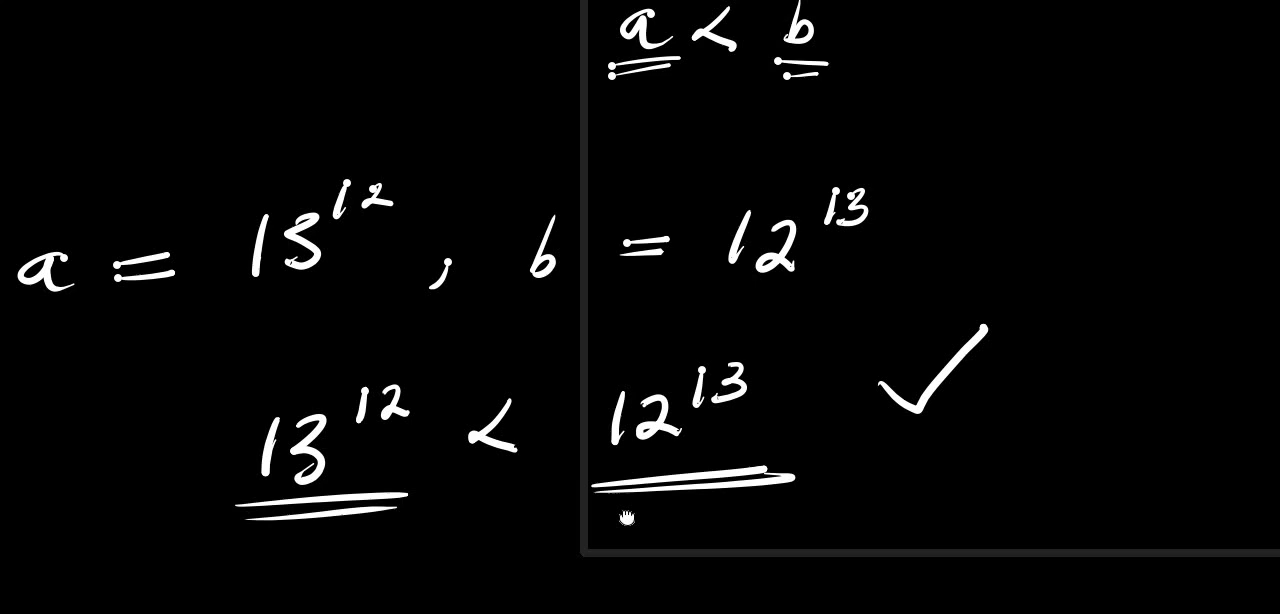 a < b
a = 13^12 , b = 12^13
13^12 < 12^13 ✓